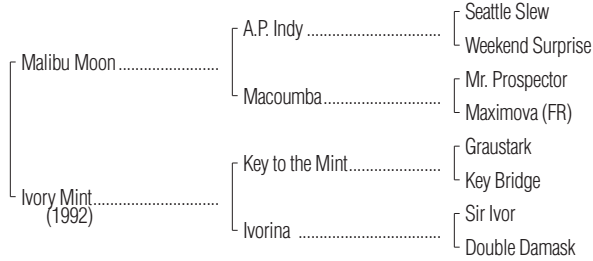 Seattle Slew
A.P. Indy
Weekend Surprise
Malibu Moon
Mr. Prospector
Macoumba
Maximova (FR)
Graustark
Key to the Mint
Key Bridge
Ivory Mint
(1992)
Sir Ivor
Ivorina
Double Damask